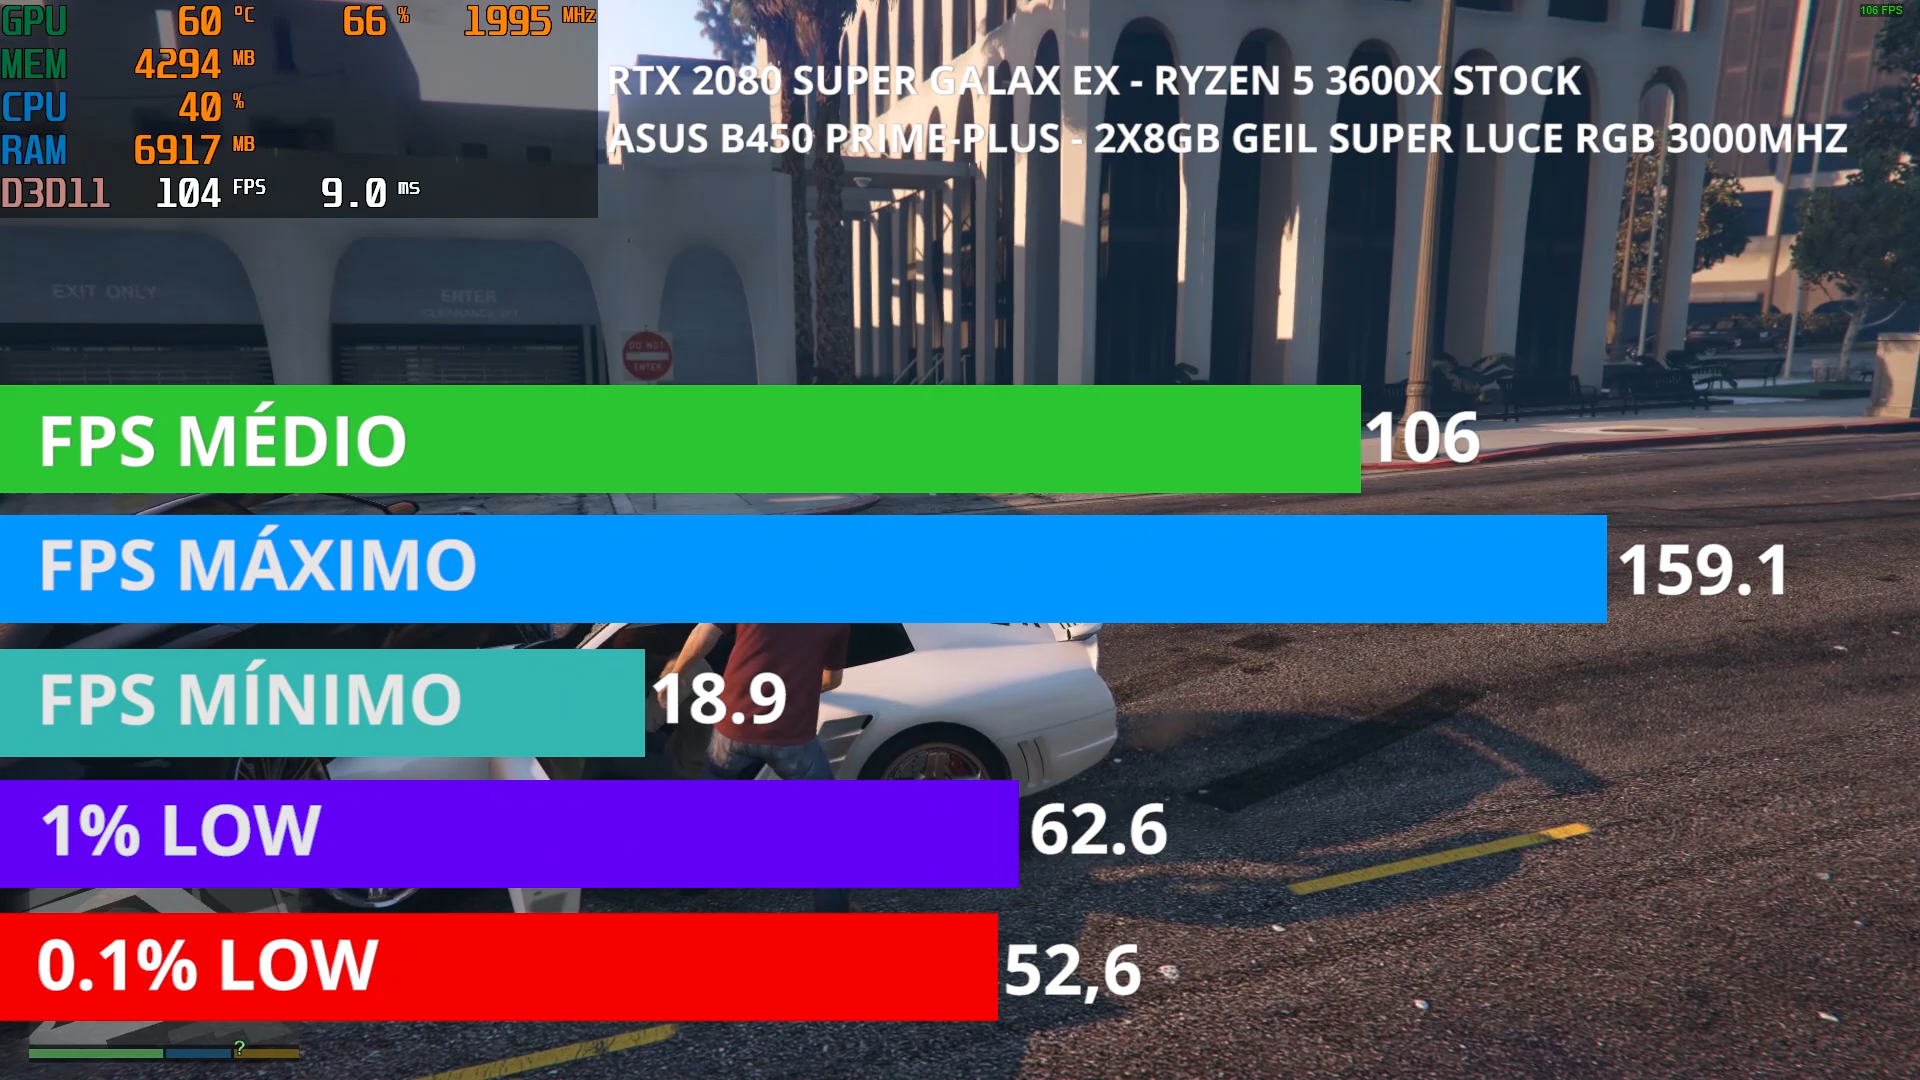 GPU 60 °C 66 % 1995 MHz
MEM 4294 MB
CPU 40 %
RAM 6917 MB
D3D11 104 FPS 9.0 ms
106 FPS
RTX 2080 SUPER GALAX EX - RYZEN 5 3600X STOCK
ASUS B450 PRIME-PLUS - 2X8GB GEIL SUPER LUCE RGB 3000MHZ
EXIT ONLY
ENTER
DO NOT
ENTER
FPS MÉDIO 106
FPS MÁXIMO 159.1
FPS MÍNIMO 18.9
1% LOW 62.6
0.1% LOW 52,6
?